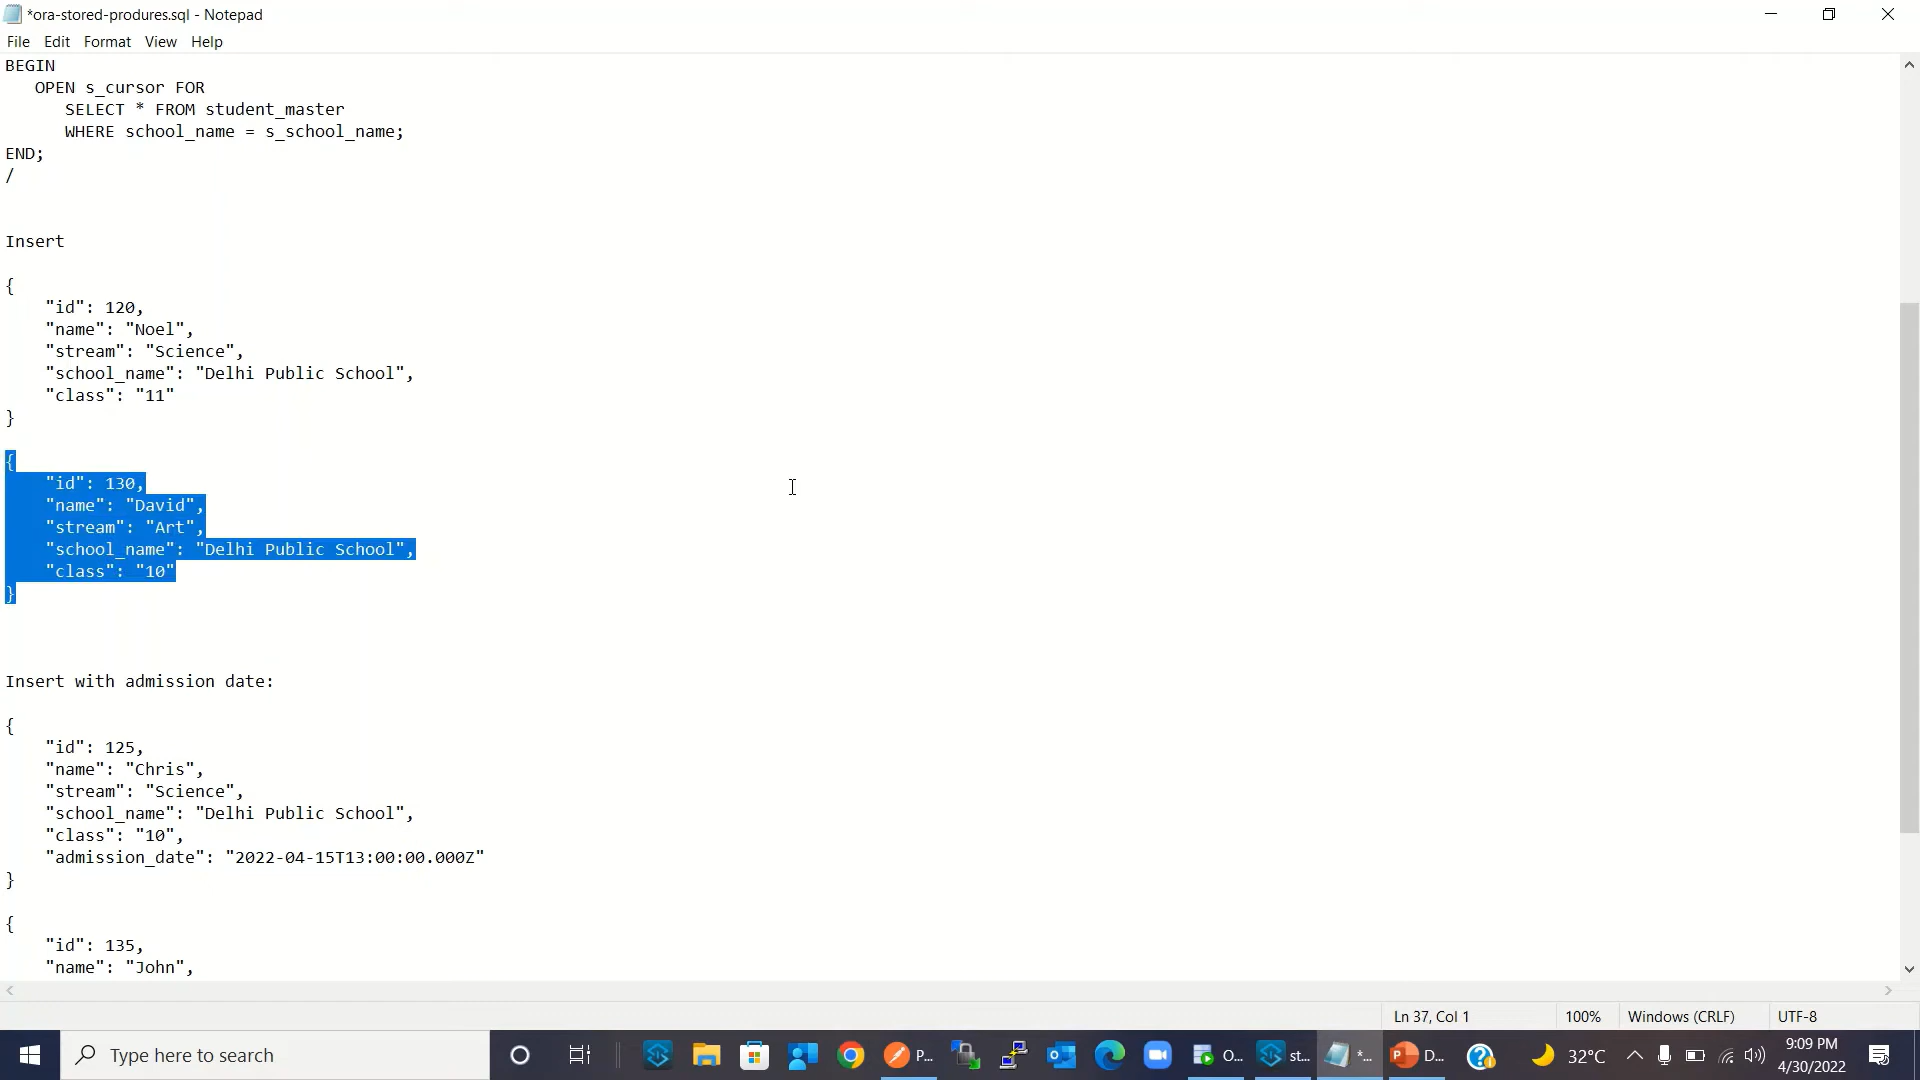 *ora-stored-produres.sql - Notepad
File Edit Format View Help
BEGIN
OPEN s_cursor FOR
SELECT * FROM student_master
WHERE school_name = s_school_name;
END;
/
Insert
{
"id": 120,
"name": "Noel",
"stream": "Science",
"school_name": "Delhi Public School",
"class": "11"
}
{
"id": 130,
"name": "David",
"stream": "Art",
"school_name": "Delhi Public School",
"class": "10"
}
Insert with admission date:
{
"id": 125,
"name": "Chris",
"stream": "Science",
"school_name": "Delhi Public School",
"class": "10",
"admission_date": "2022-04-15T13:00:00.000Z"
}
{
"id": 135,
"name": "John",
Ln 37, Col 1 100% Windows (CRLF) UTF-8
Type here to search P... O... st... *... D... 32°C 9:09 PM
4/30/2022